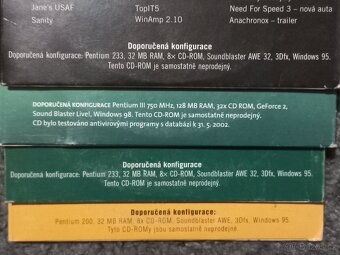 Jane's USAF TopIT5 Need For Speed 3 – nová auta
Sanity WinAmp 2.10 Anachronox – trailer
Doporučená konfigurace
Pentium 233, 32 MB RAM, 8× CD-ROM, Soundblaster AWE 32, 3Dfx, Windows 95.
Tento CD-ROM je samostatně neprodejný.
DOPORUČENÁ KONFIGURACE Pentium III 750 MHz, 128 MB RAM, 32x CD ROM, GeForce 2,
Sound Blaster Live!, Windows 98. Tento CD-ROM je samostatně neprodejný.
CD bylo testováno antivirovými programy s databází k 31. 5. 2002.
Doporučená konfigurace
Pentium 233, 32 MB RAM, 8× CD-ROM, Soundblaster AWE 32, 3Dfx, Windows 95.
Tento CD-ROM je samostatně neprodejný.
Doporučená konfigurace:
Pentium 200, 32 MB RAM, 8x CD-ROM, Soundblaster AWE, 3Dfx, Windows 95.
Tyto CD-ROMy jsou samostatně neprodejné.